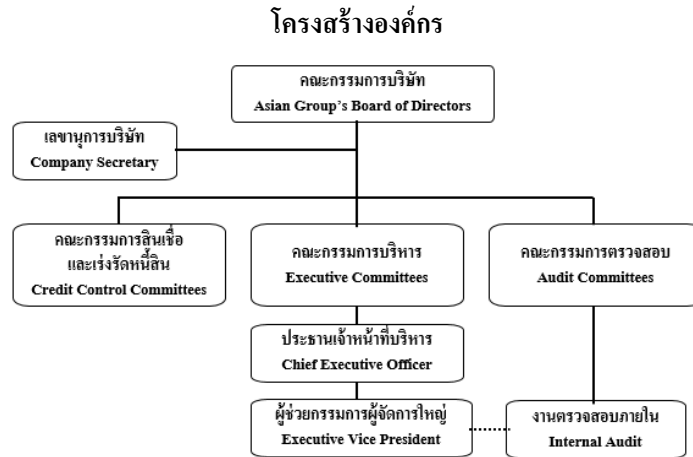 โครงสร้างองค์กร
คณะกรรมการบริษัท
Asian Group's Board of Directors
เลขานุการบริษัท
Company Secretary
คณะกรรมการสินเชื่อ
และเร่งรัดหนี้สิน
Credit Control Committees
คณะกรรมการบริหาร
Executive Committees
คณะกรรมการตรวจสอบ
Audit Committees
ประธานเจ้าหน้าที่บริหาร
Chief Executive Officer
ผู้ช่วยกรรมการผู้จัดการใหญ่
Executive Vice President
งานตรวจสอบภายใน
Internal Audit